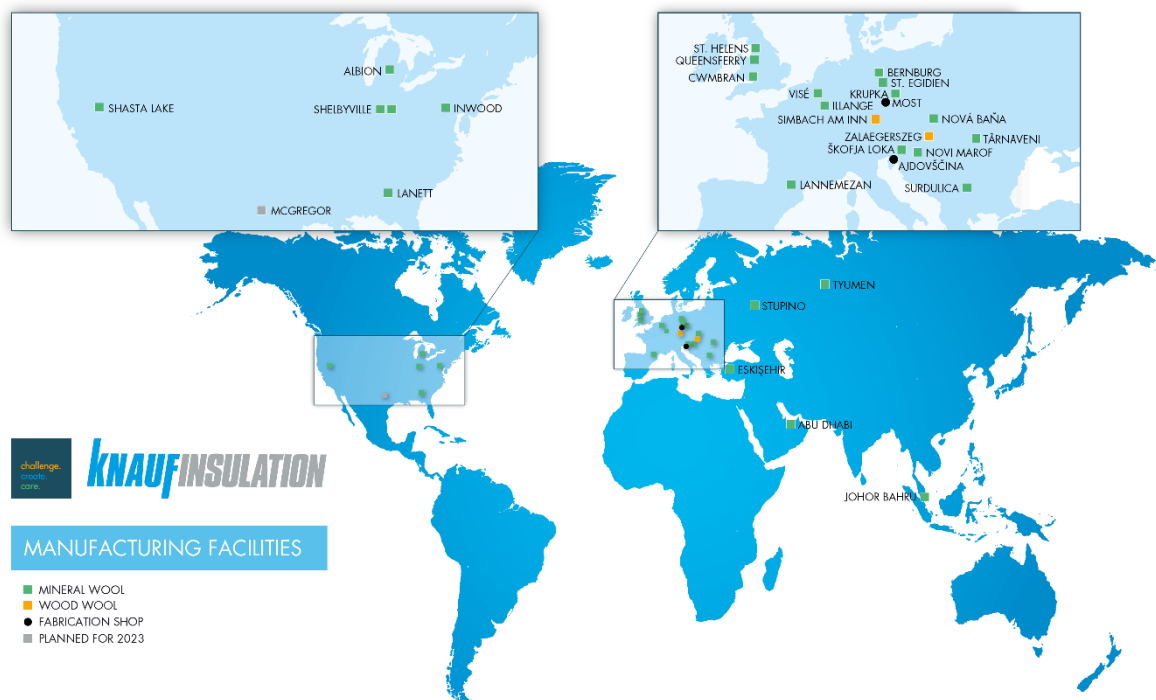 ALBION
SHASTA LAKE
SHELBYVILLE
INWOOD
LANETT
MCGREGOR
ST. HELENS
QUEENSFERRY
CWMBRAN
BERNBURG
ST. EGIDIEN
VISÉ
KRUPKA
MOST
ILLANGE
SIMBACH AM INN
NOVÁ BAŇA
ZALAEGERSZEG
TÂRNAVENI
ŠKOFJA LOKA
NOVI MAROF
AJDOVŠČINA
LANNEMEZAN
SURDULICA
TYUMEN
STUPINO
ESKIŞEHIR
ABU DHABI
JOHOR BAHRU
challenge.
create.
care.
KNAUFINSULATION
MANUFACTURING FACILITIES
MINERAL WOOL
WOOD WOOL
FABRICATION SHOP
PLANNED FOR 2023